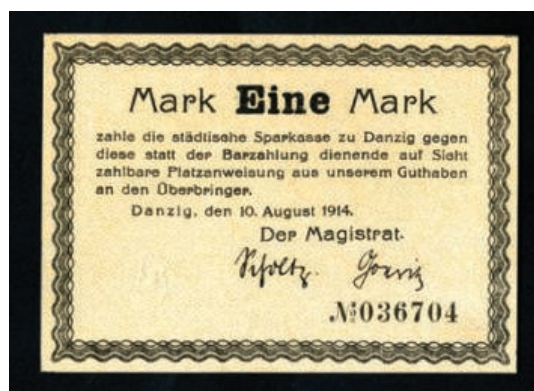 Mark Eine Mark
zahle die städtische Sparkasse zu Danzig gegen
diese statt der Barzahlung dienende auf Sicht
zahlbare Platzanweisung aus unserem Guthaben
an den Überbringer.
Danzig, den 10. August 1914.
Der Magistrat.
Scholtz.
№036704